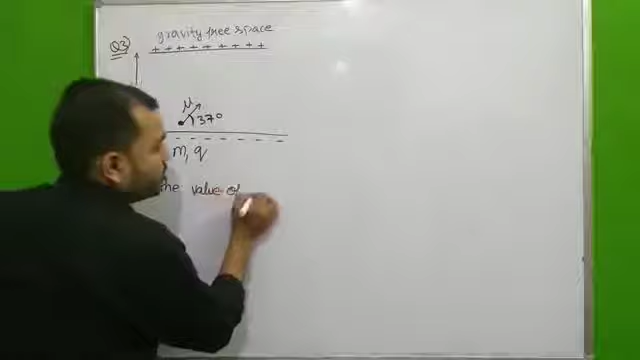 Q3)
gravity free space
+ + + + + + + + +
u
37°
- - - - - - - - -
m, q
the value of